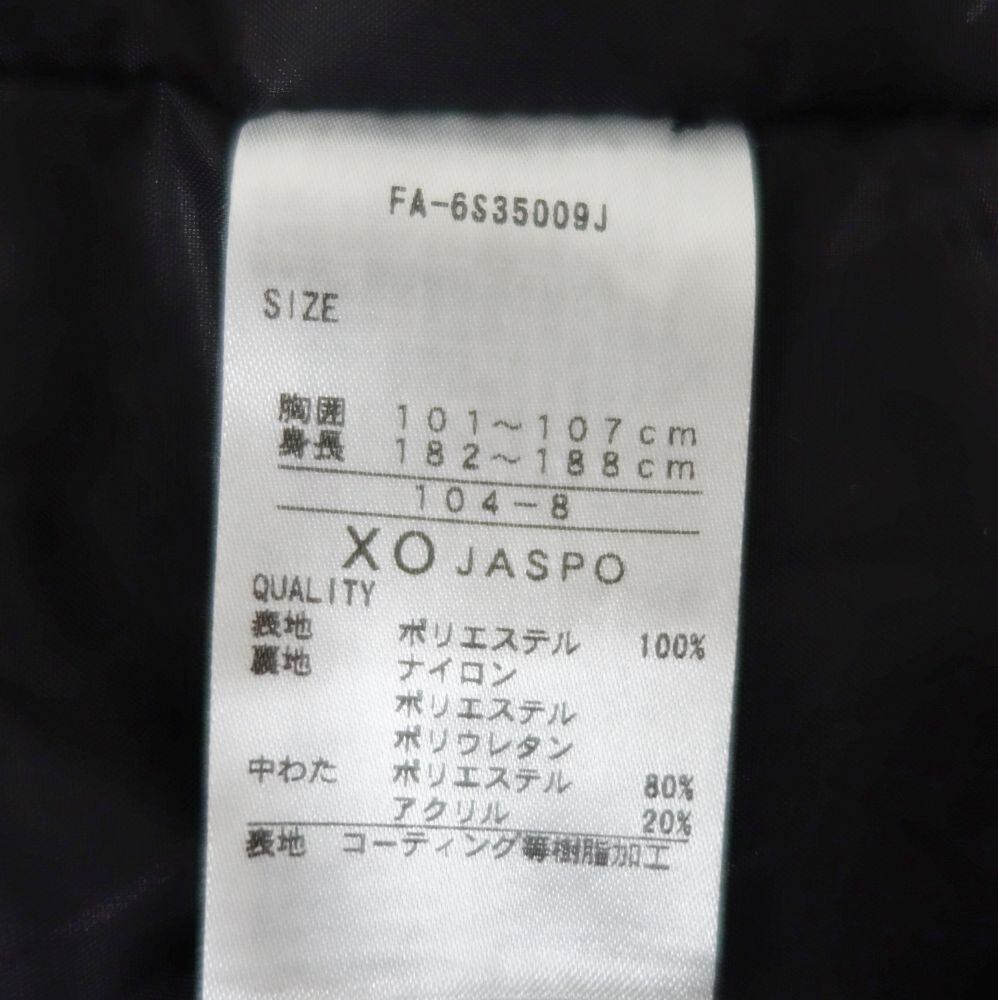 FA-6S35009J
SIZE
胸囲 101〜107cm
身長 182〜188cm
104-8
XO JASPO
QUALITY
表地 ポリエステル 100%
裏地 ナイロン
ポリエステル
ポリウレタン
中わた ポリエステル 80%
アクリル 20%
表地 コーティング等樹脂加工